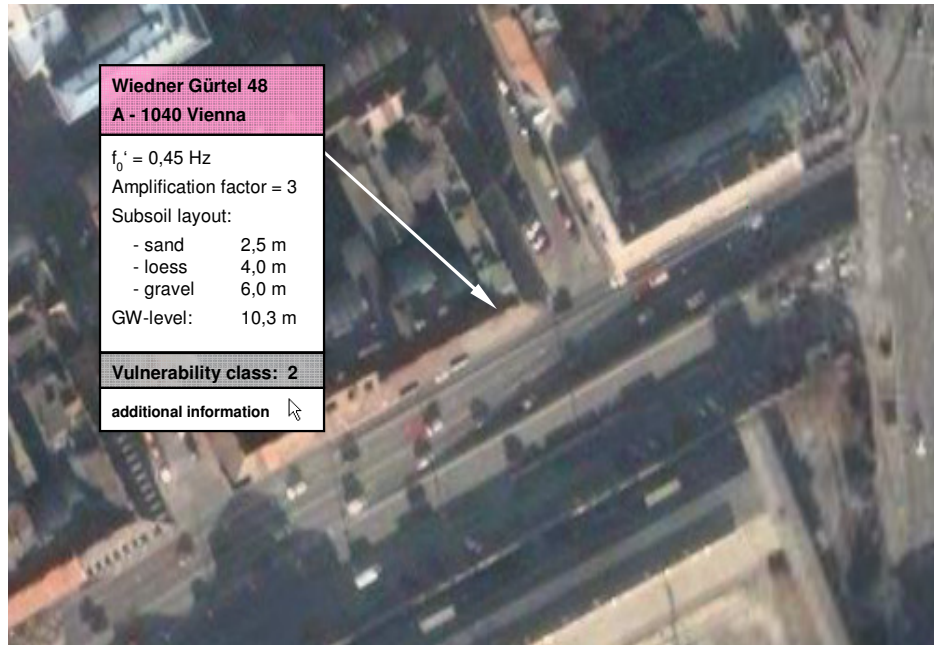 Wiedner Gürtel 48
A - 1040 Vienna
f0‘ = 0,45 Hz
Amplification factor = 3
Subsoil layout:
- sand 2,5 m
- loess 4,0 m
- gravel 6,0 m
GW-level: 10,3 m
Vulnerability class: 2
additional information